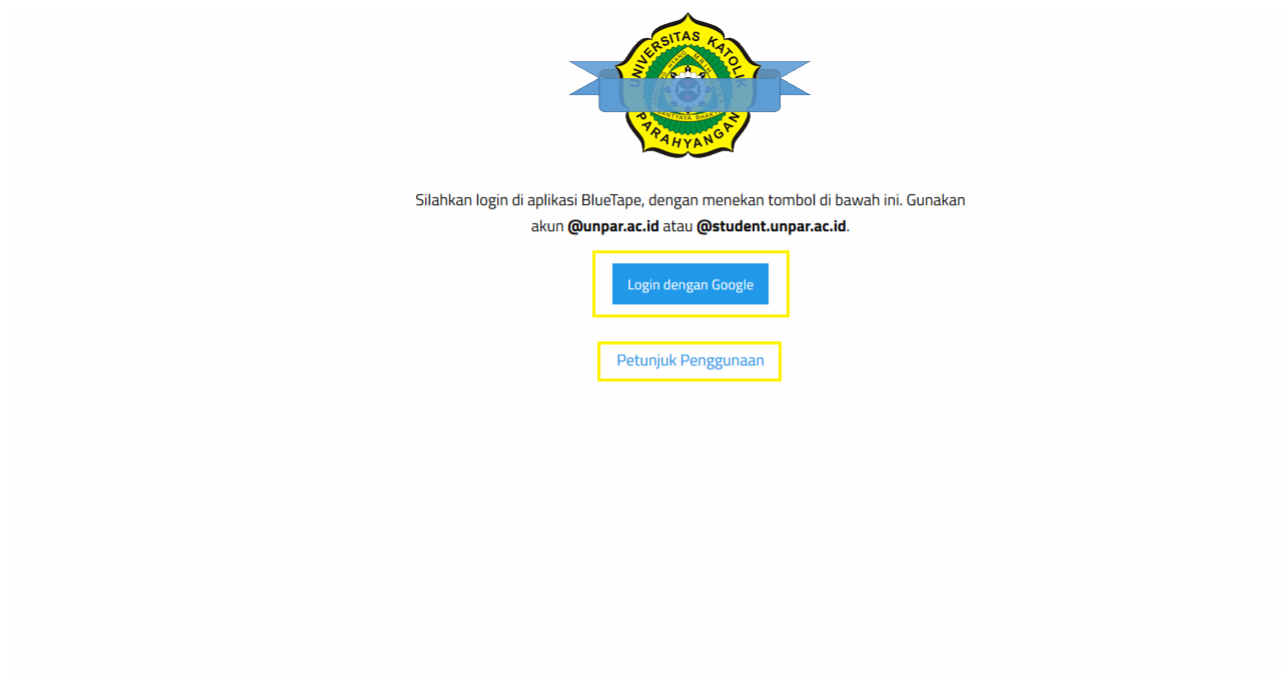 UNIVERSITAS KATOLIK
PARAHYANGAN
Silahkan login di aplikasi BlueTape, dengan menekan tombol di bawah ini. Gunakan
akun @unpar.ac.id atau @student.unpar.ac.id.
Login dengan Google
Petunjuk Penggunaan